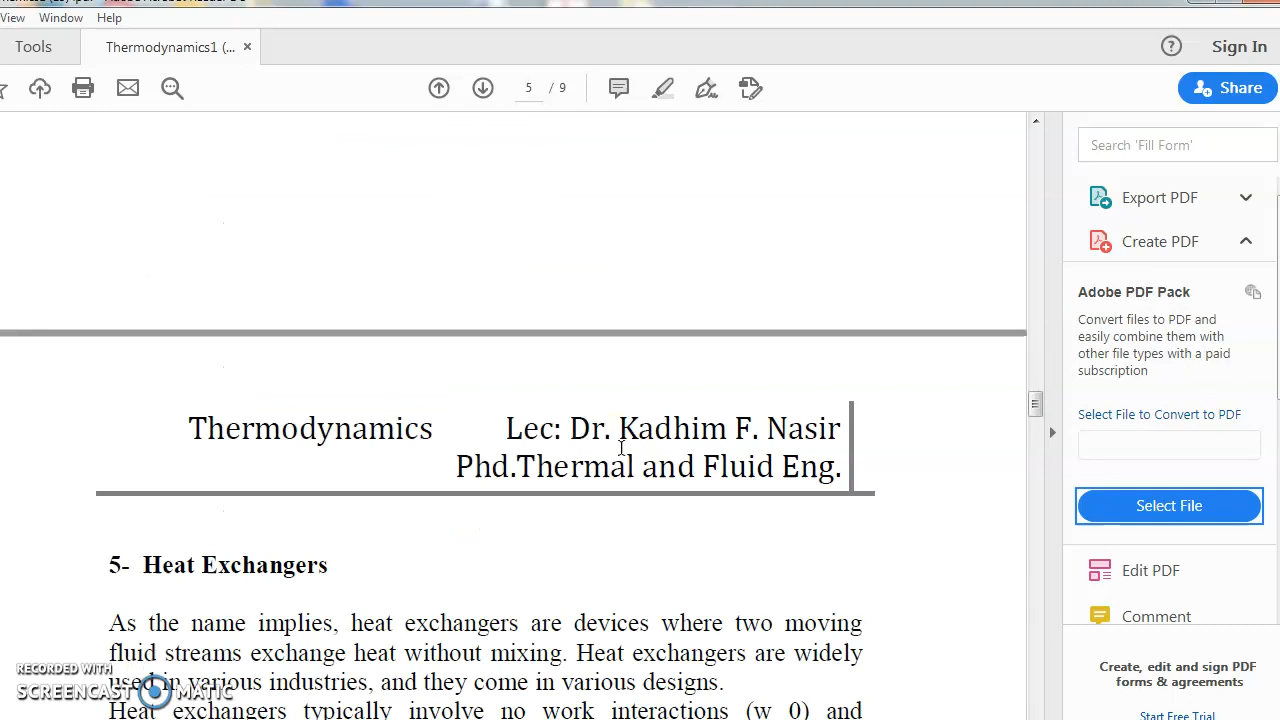 View Window Help
Tools Thermodynamics1 (... ×
Sign In
5 / 9
Share
Search 'Fill Form'
Export PDF
Create PDF
Adobe PDF Pack
Convert files to PDF and
easily combine them with
other file types with a paid
subscription
Select File to Convert to PDF
Select File
Edit PDF
Comment
Create, edit and sign PDF
forms & agreements
Start Free Trial
Thermodynamics Lec: Dr. Kadhim F. Nasir
Phd.Thermal and Fluid Eng.
5- Heat Exchangers
As the name implies, heat exchangers are devices where two moving
fluid streams exchange heat without mixing. Heat exchangers are widely
used in various industries, and they come in various designs.
Heat exchangers typically involve no work interactions (w 0) and
RECORDED WITH
SCREENCAST MATIC